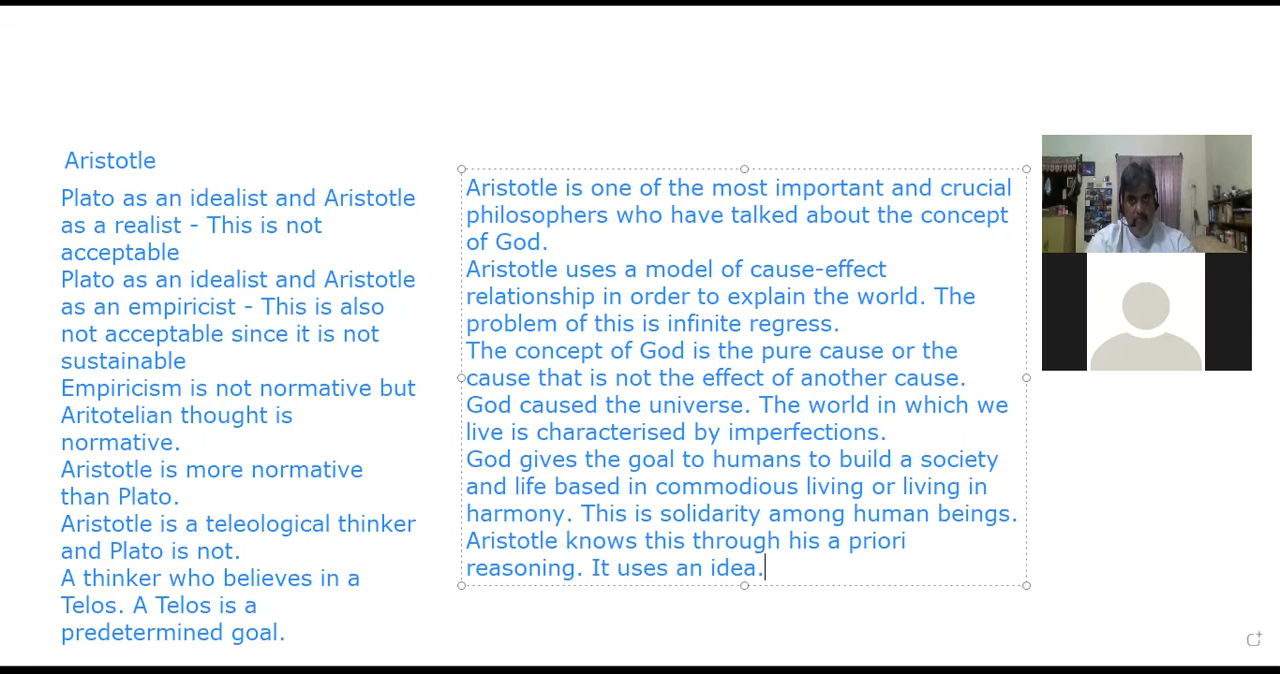 Aristotle
Plato as an idealist and Aristotle
as a realist - This is not
acceptable
Plato as an idealist and Aristotle
as an empiricist - This is also
not acceptable since it is not
sustainable
Empiricism is not normative but
Aritotelian thought is
normative.
Aristotle is more normative
than Plato.
Aristotle is a teleological thinker
and Plato is not.
A thinker who believes in a
Telos. A Telos is a
predetermined goal.
Aristotle is one of the most important and crucial
philosophers who have talked about the concept
of God.
Aristotle uses a model of cause-effect
relationship in order to explain the world. The
problem of this is infinite regress.
The concept of God is the pure cause or the
cause that is not the effect of another cause.
God caused the universe. The world in which we
live is characterised by imperfections.
God gives the goal to humans to build a society
and life based in commodious living or living in
harmony. This is solidarity among human beings.
Aristotle knows this through his a priori
reasoning. It uses an idea.